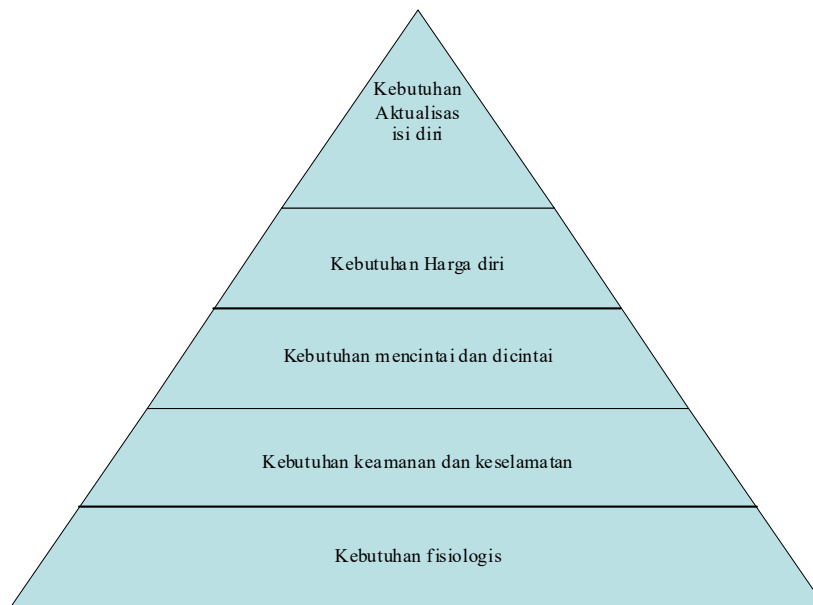 Kebutuhan
Aktualisas
isi diri
Kebutuhan Harga diri
Kebutuhan mencintai dan dicintai
Kebutuhan keamanan dan keselamatan
Kebutuhan fisiologis